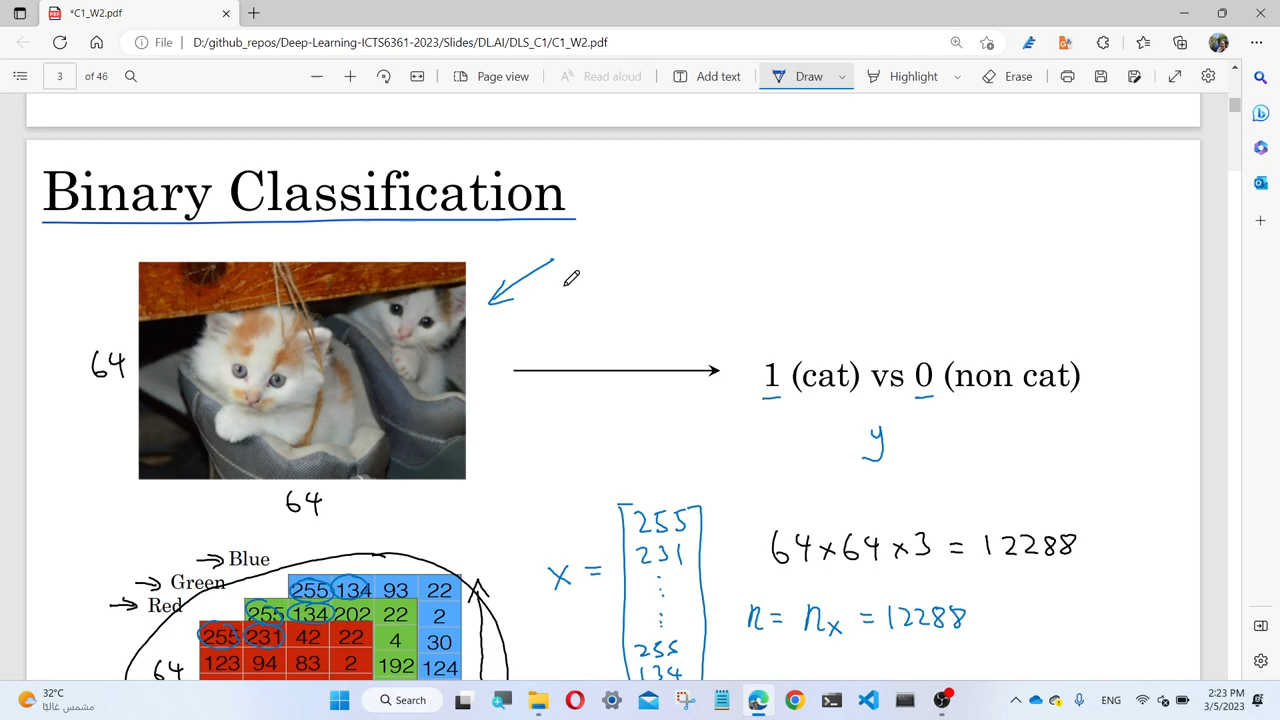 *C1_W2.pdf
File D:/github_repos/Deep-Learning-ICTS6361-2023/Slides/DL.AI/DLS_C1/C1_W2.pdf
3 of 46 Page view Read aloud Add text Draw Highlight Erase
Binary Classification
64
64
1 (cat) vs 0 (non cat)
y
x =
255
231
⋮
⋮
255
134
64×64×3 = 12288
n = nx = 12288
Blue
Green
Red
255 134 93 22
255 134 202 22 2
255 231 42 22 4 30
64 123 94 83 2 192 124
32°C
مشمس غالبًا
Search
ENG
2:23 PM
3/5/2023